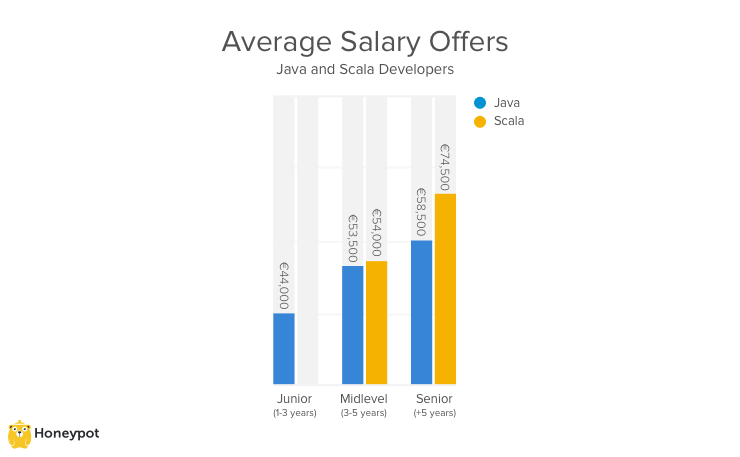 Average Salary Offers
Java and Scala Developers
Java
Scala
€44,000
€53,500
€54,000
€58,500
€74,500
Junior
(1-3 years)
Midlevel
(3-5 years)
Senior
(+5 years)
Honeypot